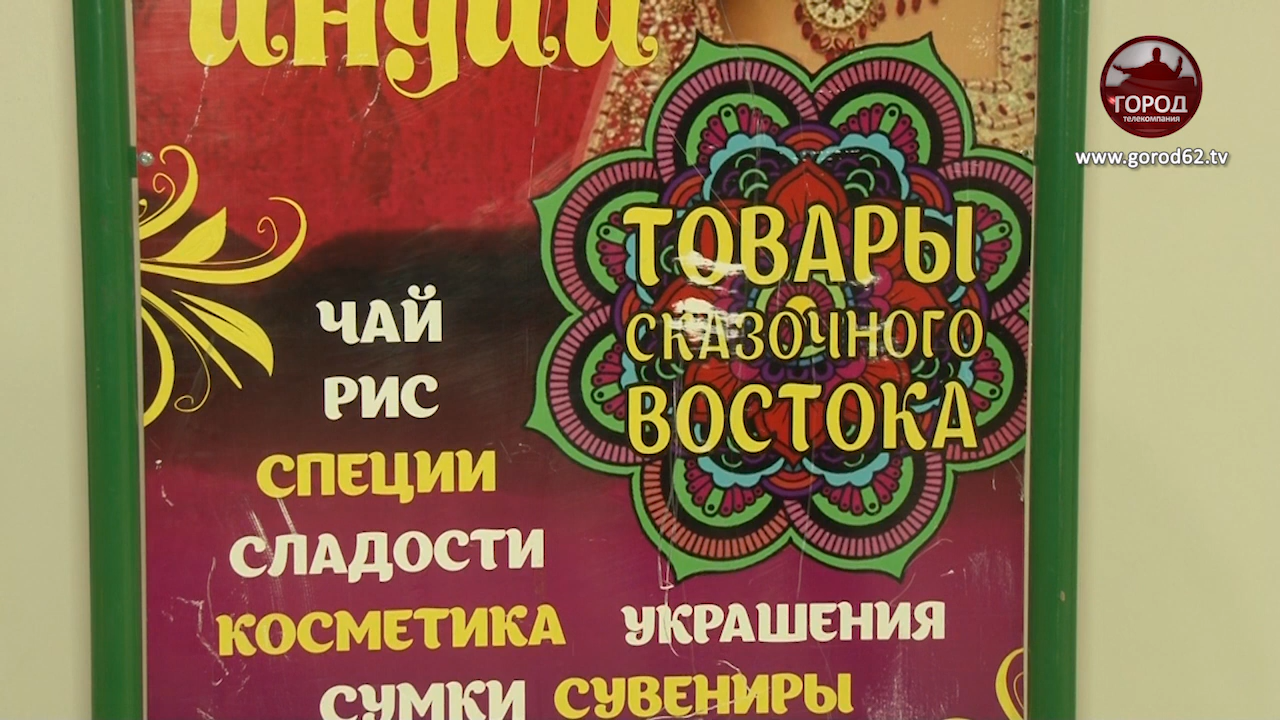 индии
ГОРОД
телекомпания
www.gorod62.tv
ТОВАРЫ
СКАЗОЧНОГО
ВОСТОКА
ЧАЙ
РИС
СПЕЦИИ
СЛАДОСТИ
КОСМЕТИКА УКРАШЕНИЯ
СУМКИ СУВЕНИРЫ